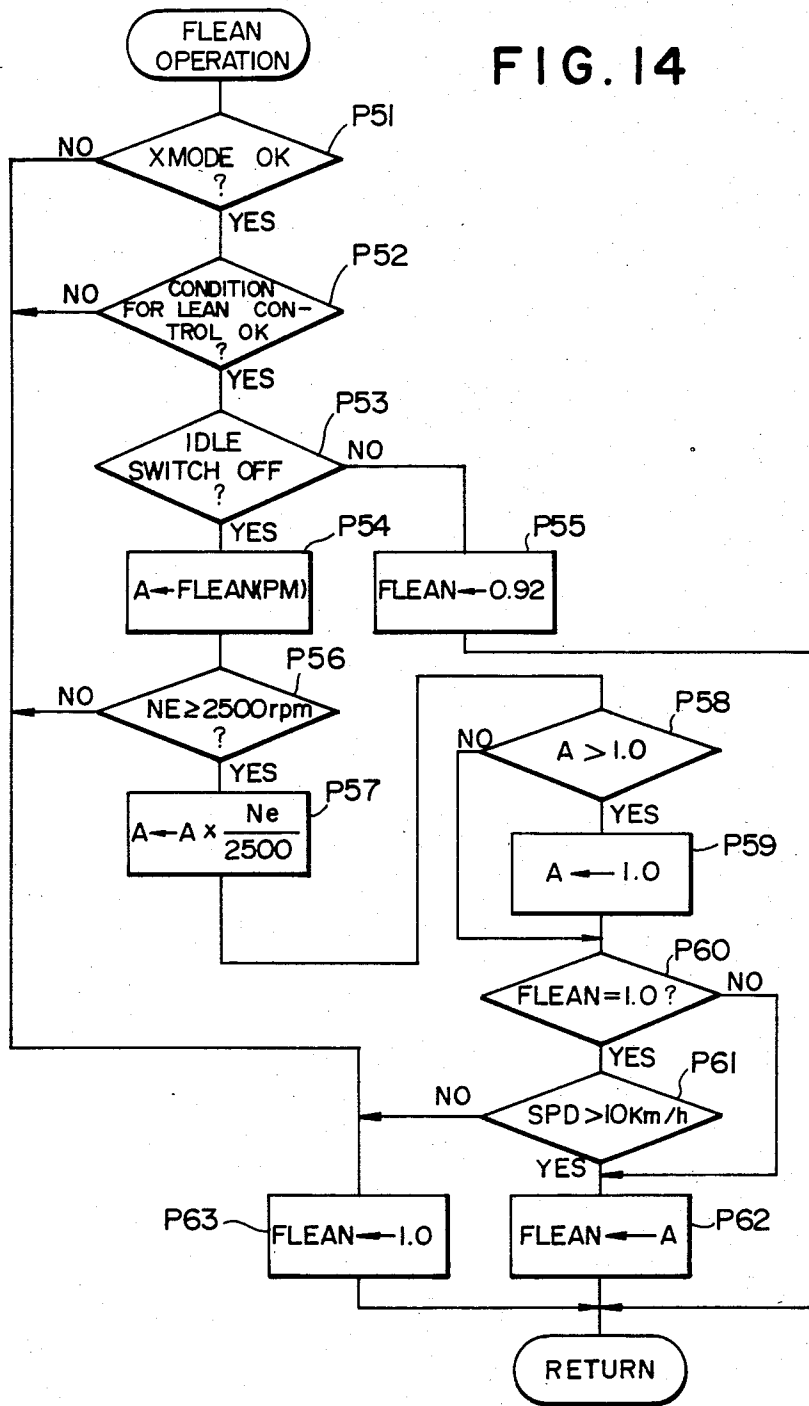 FLEAN
OPERATION
FIG. 14
P51
NO
XMODE OK
?
YES
P52
NO
CONDITION
FOR LEAN CON-
TROL OK
?
YES
P53
IDLE
SWITCH OFF
?
NO
YES
P54
A←FLEAN(PM)
P55
FLEAN←0.92
P56
NO
NE≥2500rpm
?
YES
P57
A←A × Ne
2500
P58
NO
A > 1.0
YES
P59
A ← 1.0
P60
NO
FLEAN=1.0 ?
YES
P61
NO
SPD>10Km/h
YES
P63
FLEAN←1.0
P62
FLEAN ← A
RETURN